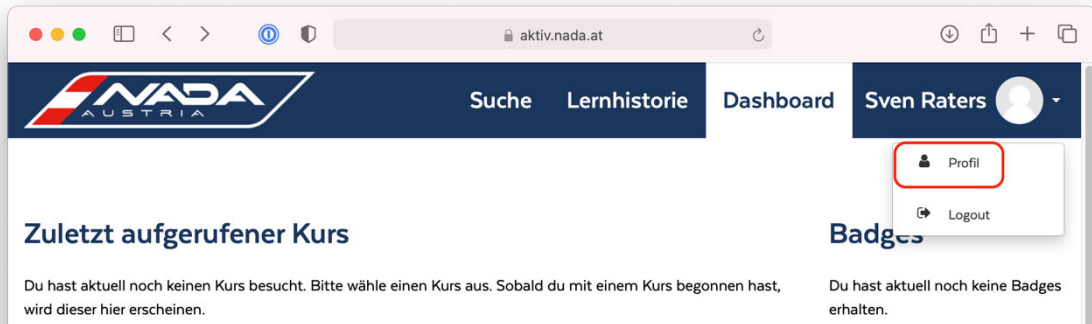 aktiv.nada.at
NADA
AUSTRIA
Suche
Lernhistorie
Dashboard
Sven Raters
Profil
Logout
Zuletzt aufgerufener Kurs
Du hast aktuell noch keinen Kurs besucht. Bitte wähle einen Kurs aus. Sobald du mit einem Kurs begonnen hast,
wird dieser hier erscheinen.
Badges
Du hast aktuell noch keine Badges
erhalten.